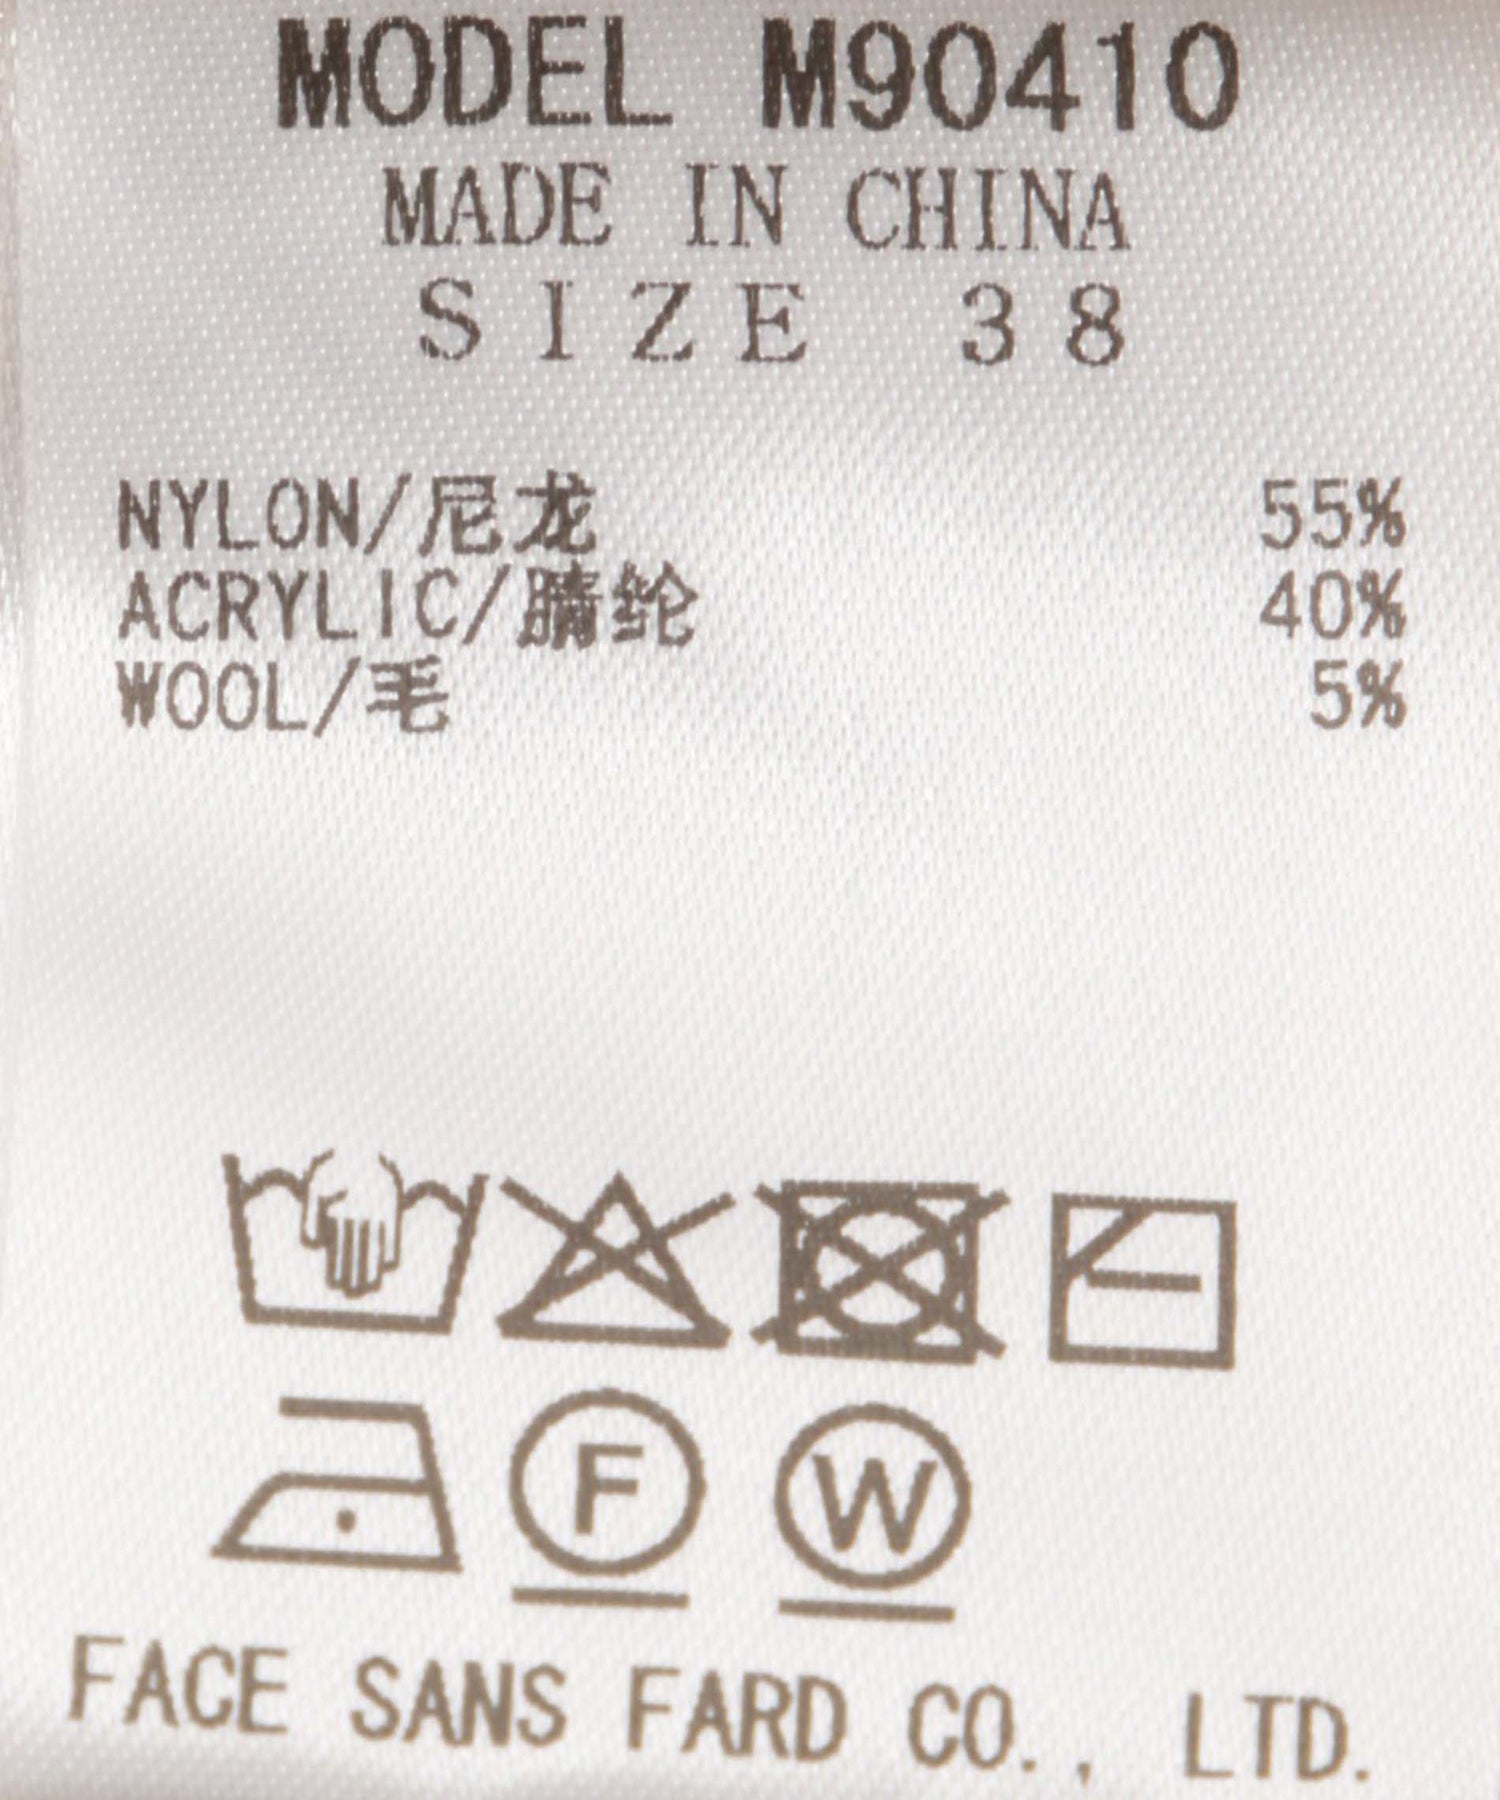 MODEL M90410
MADE IN CHINA
SIZE 38
NYLON/尼龙 55%
ACRYLIC/腈纶 40%
WOOL/毛 5%
F W
FACE SANS FARD CO., LTD.